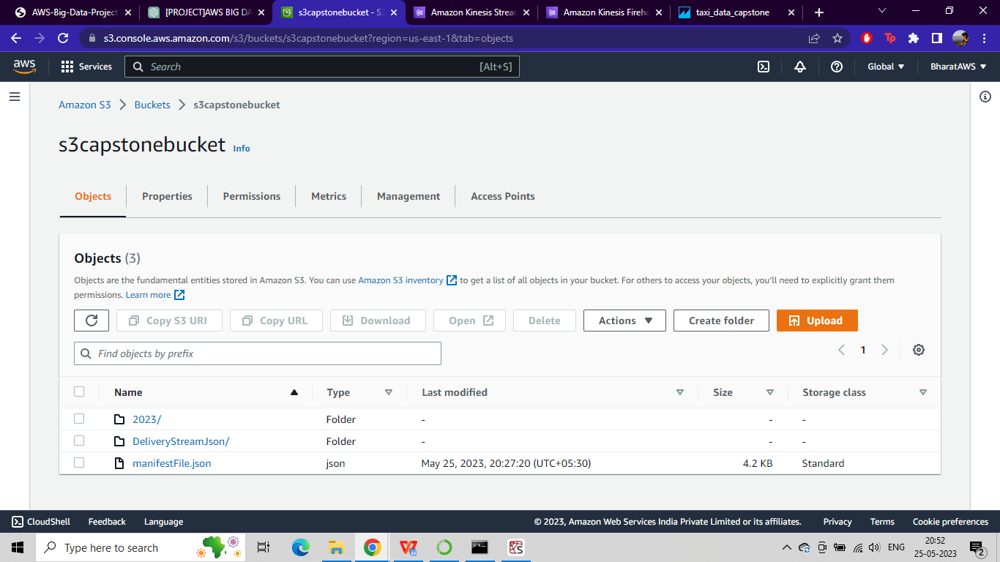 AWS-Big-Data-Project
[PROJECT]AWS BIG DA
s3capstonebucket - S3
Amazon Kinesis Stream
Amazon Kinesis Fireho
taxi_data_capstone
s3.console.aws.amazon.com/s3/buckets/s3capstonebucket?region=us-east-1&tab=objects
aws
Services
Search
[Alt+S]
Global
BharatAWS
Amazon S3
Buckets
s3capstonebucket
s3capstonebucket
Info
Objects
Properties
Permissions
Metrics
Management
Access Points
Objects (3)
Objects are the fundamental entities stored in Amazon S3. You can use Amazon S3 inventory to get a list of all objects in your bucket. For others to access your objects, you'll need to explicitly grant them
permissions. Learn more
Copy S3 URI
Copy URL
Download
Open
Delete
Actions
Create folder
Upload
Find objects by prefix
1
Name
Type
Last modified
Size
Storage class
2023/
Folder
-
-
-
DeliveryStreamJson/
Folder
-
-
-
manifestFile.json
json
May 25, 2023, 20:27:20 (UTC+05:30)
4.2 KB
Standard
CloudShell
Feedback
Language
© 2023, Amazon Web Services India Private Limited or its affiliates.
Privacy
Terms
Cookie preferences
Type here to search
ENG
20:52
25-05-2023
2